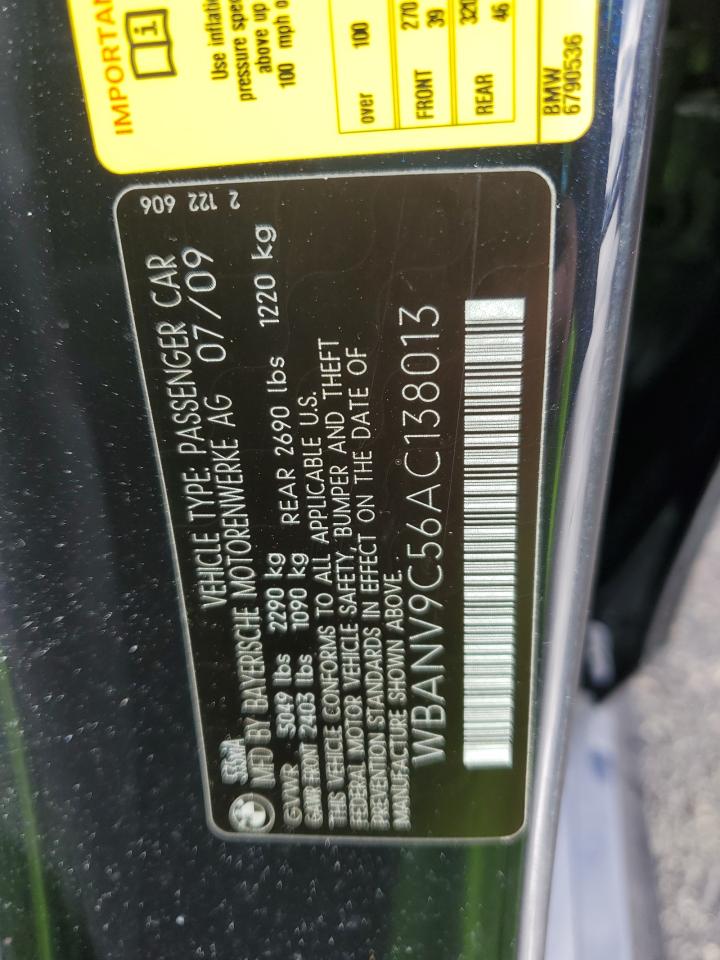 IMPORTAN
Use inflati
pressure spec
above up
100 mph o
over 100
FRONT 270 39
REAR 320 46
BMW
6790536
VEHICLE TYPE: PASSENGER CAR
MFD BY BAYERISCHE MOTORENWERKE AG 07/09
GVWR 5049 lbs 2290 kg
GAWR FRONT 2403 lbs 1090 kg REAR 2690 lbs 1220 kg
THIS VEHICLE CONFORMS TO ALL APPLICABLE U.S.
FEDERAL MOTOR VEHICLE SAFETY, BUMPER AND THEFT
PREVENTION STANDARDS IN EFFECT ON THE DATE OF
MANUFACTURE SHOWN ABOVE.
WBANV9C56AC138013
2 122 606